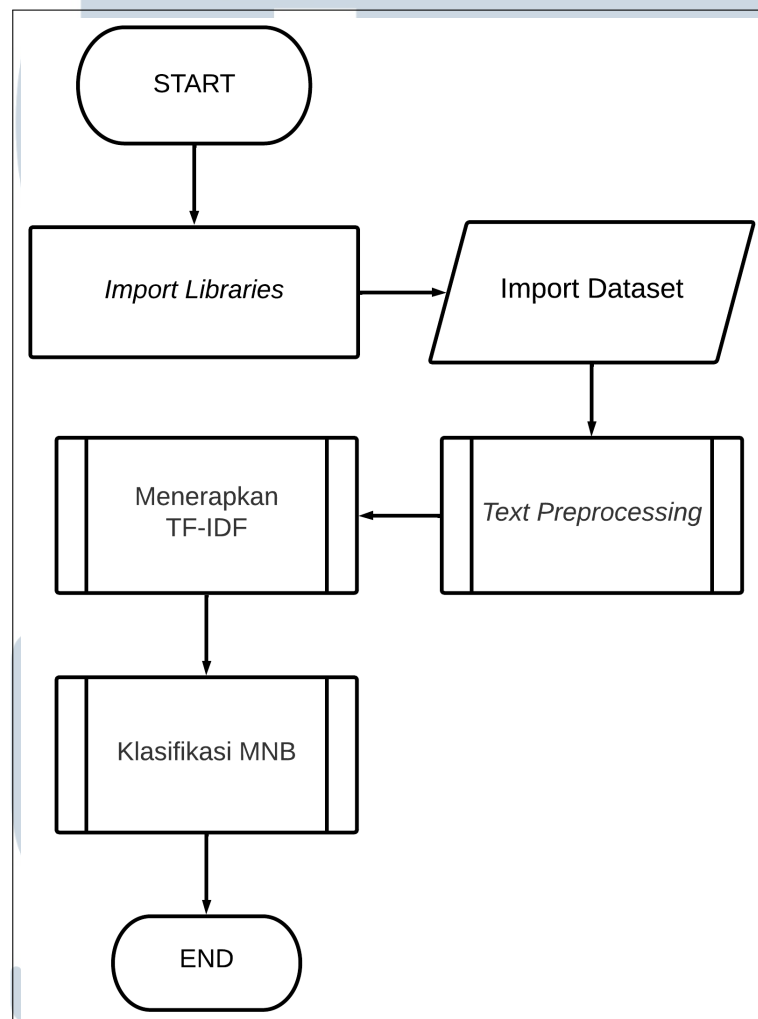 START
Import Libraries
Import Dataset
Text Preprocessing
Menerapkan
TF-IDF
Klasifikasi MNB
END